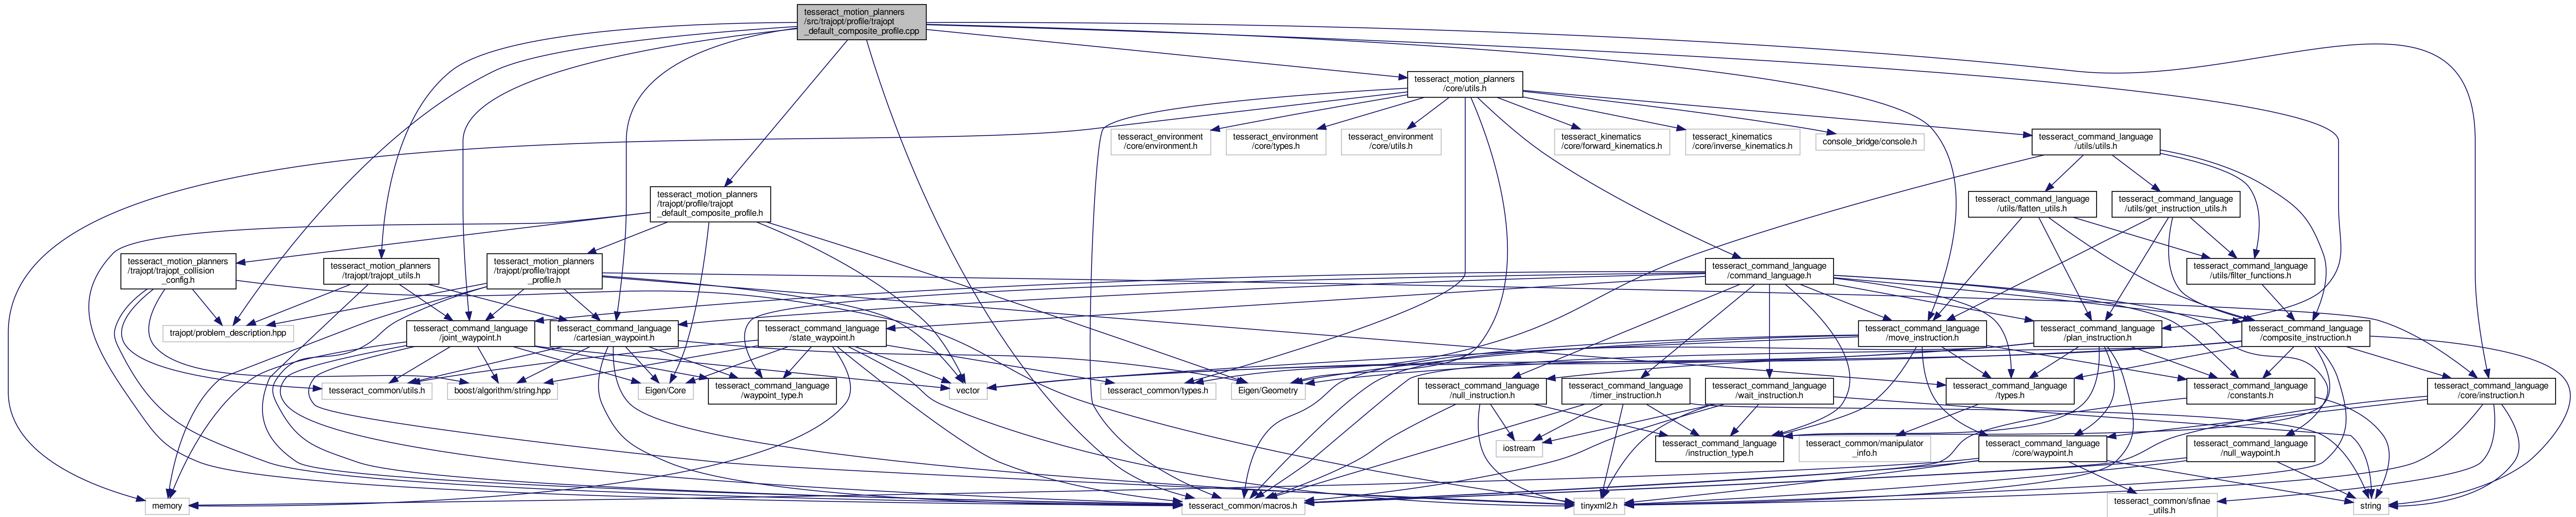 tesseract_motion_planners
/src/trajopt/profile/trajopt
_default_composite_profile.cpp
tesseract_motion_planners
/core/utils.h
tesseract_environment
/core/environment.h
tesseract_environment
/core/types.h
tesseract_environment
/core/utils.h
tesseract_kinematics
/core/forward_kinematics.h
tesseract_kinematics
/core/inverse_kinematics.h
console_bridge/console.h
tesseract_command_language
/utils/utils.h
tesseract_motion_planners
/trajopt/profile/trajopt
_default_composite_profile.h
tesseract_command_language
/utils/flatten_utils.h
tesseract_command_language
/utils/get_instruction_utils.h
tesseract_motion_planners
/trajopt/trajopt_collision
_config.h
tesseract_motion_planners
/trajopt/trajopt_utils.h
tesseract_motion_planners
/trajopt/profile/trajopt
_profile.h
tesseract_command_language
/command_language.h
tesseract_command_language
/utils/filter_functions.h
trajopt/problem_description.hpp
tesseract_command_language
/joint_waypoint.h
tesseract_command_language
/cartesian_waypoint.h
tesseract_command_language
/state_waypoint.h
tesseract_command_language
/move_instruction.h
tesseract_command_language
/plan_instruction.h
tesseract_command_language
/composite_instruction.h
tesseract_common/utils.h
boost/algorithm/string.hpp
Eigen/Core
tesseract_command_language
/waypoint_type.h
vector
tesseract_common/types.h
Eigen/Geometry
tesseract_command_language
/null_instruction.h
tesseract_command_language
/timer_instruction.h
tesseract_command_language
/wait_instruction.h
tesseract_command_language
/types.h
tesseract_command_language
/constants.h
tesseract_command_language
/core/instruction.h
iostream
tesseract_command_language
/instruction_type.h
tesseract_common/manipulator
_info.h
tesseract_command_language
/core/waypoint.h
tesseract_command_language
/null_waypoint.h
memory
tesseract_common/macros.h
tinyxml2.h
tesseract_common/sfinae
_utils.h
string